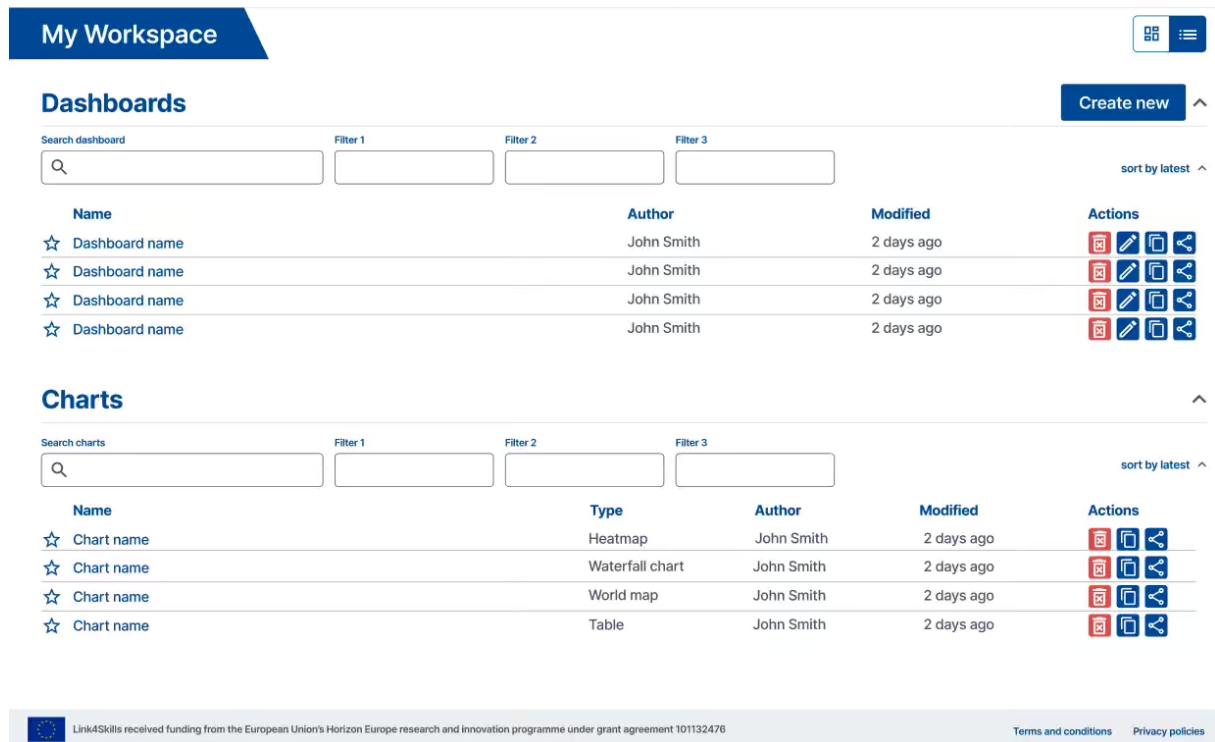 My Workspace
Dashboards
Create new
Search dashboard Filter 1 Filter 2 Filter 3
sort by latest
Name Author Modified Actions
Dashboard name John Smith 2 days ago
Dashboard name John Smith 2 days ago
Dashboard name John Smith 2 days ago
Dashboard name John Smith 2 days ago
Charts
Search charts Filter 1 Filter 2 Filter 3
sort by latest
Name Type Author Modified Actions
Chart name Heatmap John Smith 2 days ago
Chart name Waterfall chart John Smith 2 days ago
Chart name World map John Smith 2 days ago
Chart name Table John Smith 2 days ago
Link4Skills received funding from the European Union's Horizon Europe research and innovation programme under grant agreement 101132476
Terms and conditions Privacy policies